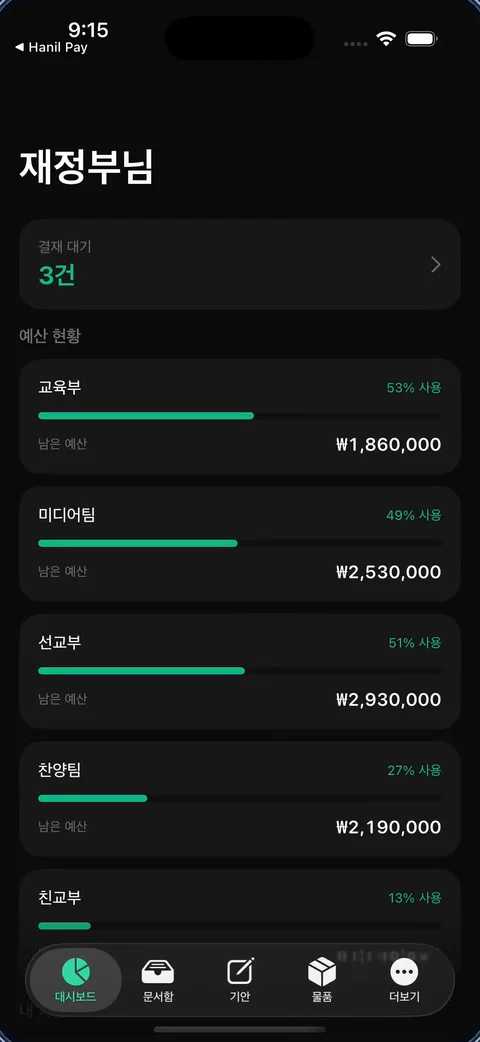 9:15
◀ Hanil Pay
재정부님
결재 대기
3건
예산 현황
교육부
53% 사용
남은 예산
₩1,860,000
미디어팀
49% 사용
남은 예산
₩2,530,000
선교부
51% 사용
남은 예산
₩2,930,000
찬양팀
27% 사용
남은 예산
₩2,190,000
친교부
13% 사용
내
대시보드
문서함
기안
물품
더보기